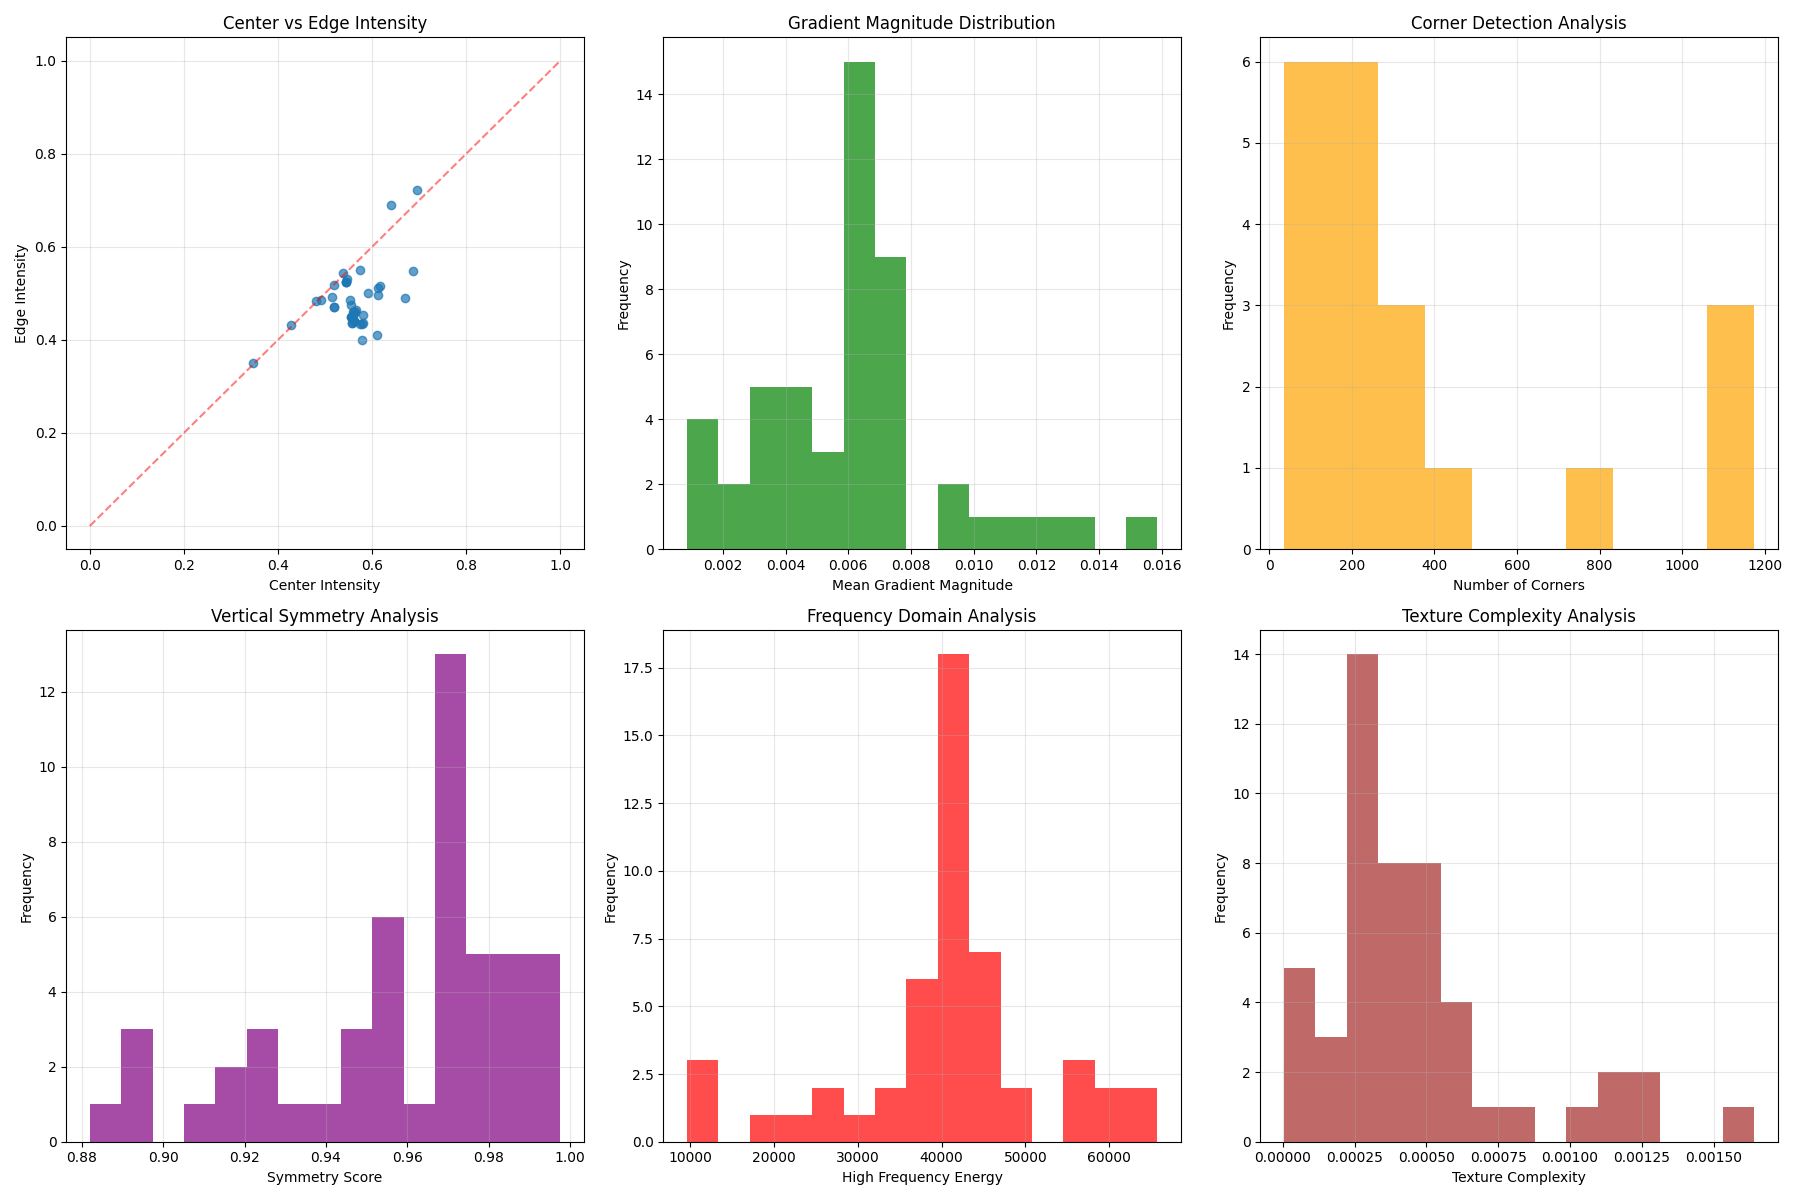 Center vs Edge Intensity
1.0
0.8
0.6
0.4
0.2
0.0
Edge Intensity
0.0 0.2 0.4 0.6 0.8 1.0
Center Intensity
Gradient Magnitude Distribution
14
12
10
8
6
4
2
0
Frequency
0.002 0.004 0.006 0.008 0.010 0.012 0.014 0.016
Mean Gradient Magnitude
Corner Detection Analysis
6
5
4
3
2
1
0
Frequency
0 200 400 600 800 1000 1200
Number of Corners
Vertical Symmetry Analysis
12
10
8
6
4
2
0
Frequency
0.88 0.90 0.92 0.94 0.96 0.98 1.00
Symmetry Score
Frequency Domain Analysis
17.5
15.0
12.5
10.0
7.5
5.0
2.5
0.0
Frequency
10000 20000 30000 40000 50000 60000
High Frequency Energy
Texture Complexity Analysis
14
12
10
8
6
4
2
0
Frequency
0.00000 0.00025 0.00050 0.00075 0.00100 0.00125 0.00150
Texture Complexity